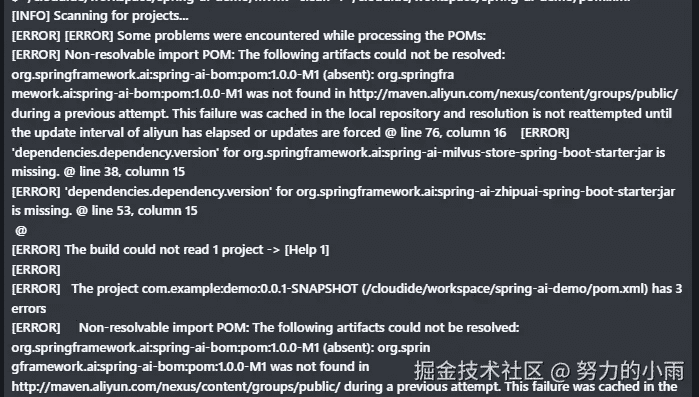 [INFO] Scanning for projects...
[ERROR] [ERROR] Some problems were encountered while processing the POMs:
[ERROR] Non-resolvable import POM: The following artifacts could not be resolved:
org.springframework.ai:spring-ai-bom:pom:1.0.0-M1 (absent): org.springfra
mework.ai:spring-ai-bom:pom:1.0.0-M1 was not found in http://maven.aliyun.com/nexus/content/groups/public/
during a previous attempt. This failure was cached in the local repository and resolution is not reattempted until
the update interval of aliyun has elapsed or updates are forced @ line 76, column 16    [ERROR]
'dependencies.dependency.version' for org.springframework.ai:spring-ai-milvus-store-spring-boot-starter:jar is
missing. @ line 38, column 15
[ERROR] 'dependencies.dependency.version' for org.springframework.ai:spring-ai-zhipuai-spring-boot-starter:jar
is missing. @ line 53, column 15
@
[ERROR] The build could not read 1 project -> [Help 1]
[ERROR]
[ERROR]   The project com.example:demo:0.0.1-SNAPSHOT (/cloudide/workspace/spring-ai-demo/pom.xml) has 3
errors
[ERROR]     Non-resolvable import POM: The following artifacts could not be resolved:
org.springframework.ai:spring-ai-bom:pom:1.0.0-M1 (absent): org.sprin
gframework.ai:spring-ai-bom:pom:1.0.0-M1 was not found in
http://maven.aliyun.com/nexus/content/groups/public/ during a previous attempt. This failure was cached in the
掘金技术社区 @ 努力的小雨